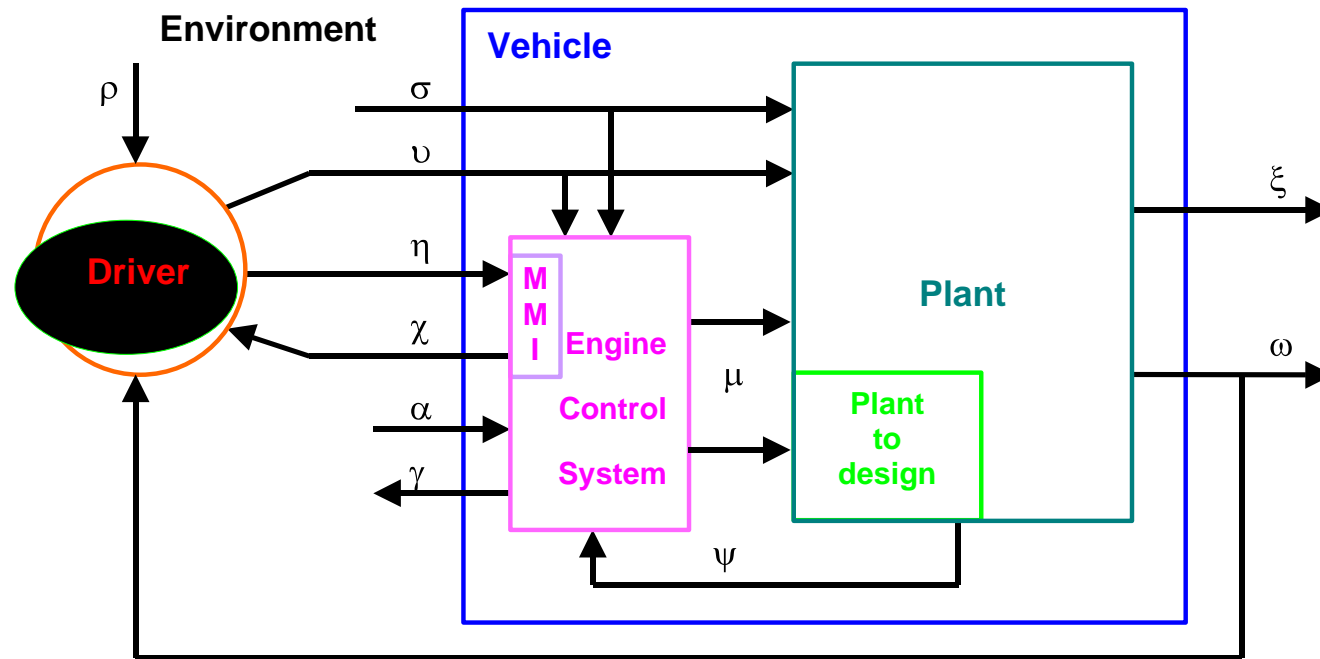 Environment
Vehicle
ρ
σ
υ
η
χ
α
γ
Driver
M
M
I
Engine
Control
System
μ
ψ
Plant
Plant
to
design
ξ
ω